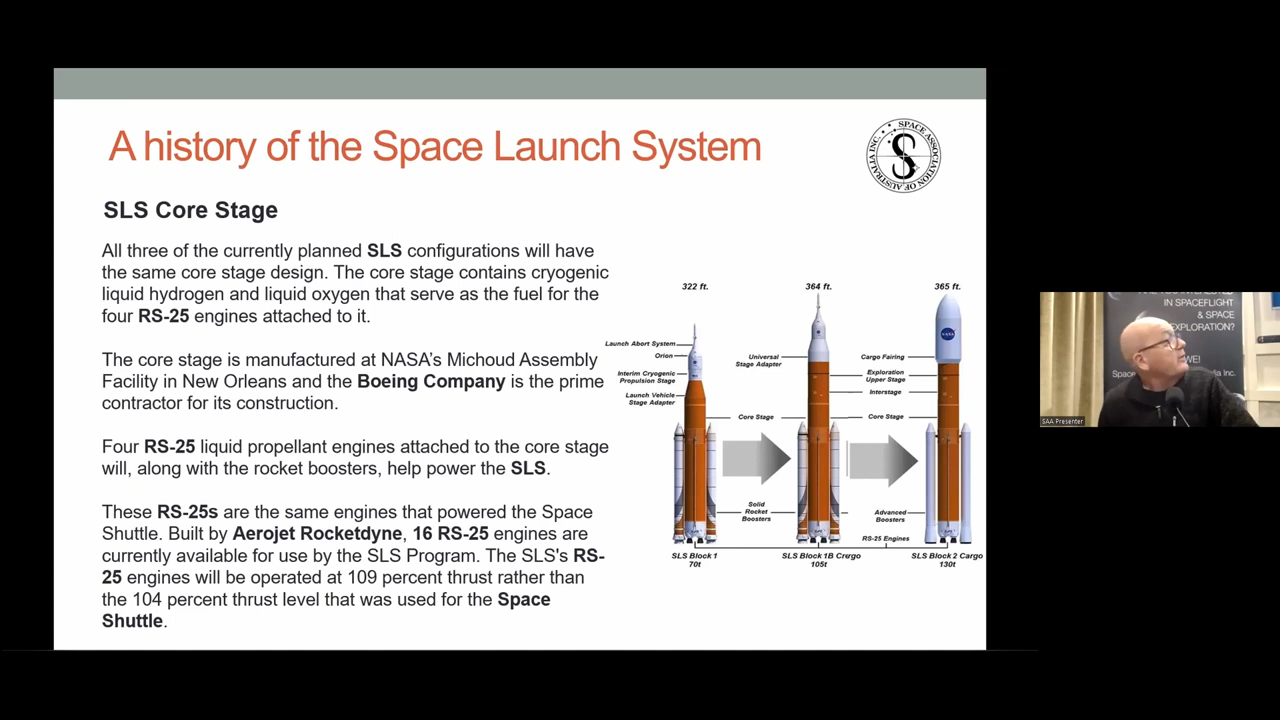 A history of the Space Launch System
SPACE ASSOCIATION
OF AUSTRALIA INC.
SLS Core Stage
All three of the currently planned SLS configurations will have
the same core stage design. The core stage contains cryogenic
liquid hydrogen and liquid oxygen that serve as the fuel for the
four RS-25 engines attached to it.
The core stage is manufactured at NASA's Michoud Assembly
Facility in New Orleans and the Boeing Company is the prime
contractor for its construction.
Four RS-25 liquid propellant engines attached to the core stage
will, along with the rocket boosters, help power the SLS.
These RS-25s are the same engines that powered the Space
Shuttle. Built by Aerojet Rocketdyne, 16 RS-25 engines are
currently available for use by the SLS Program. The SLS's RS-
25 engines will be operated at 109 percent thrust rather than
the 104 percent thrust level that was used for the Space
Shuttle.
322 ft.
364 ft.
365 ft.
Launch Abort System
Orion
Interim Cryogenic
Propulsion Stage
Launch Vehicle
Stage Adapter
Universal
Stage Adapter
Cargo Fairing
NASA
Exploration
Upper Stage
Interstage
Core Stage
Core Stage
Solid
Rocket
Boosters
Advanced
Boosters
RS-25 Engines
SLS Block 1
70t
SLS Block 1B
105t
SLS Block 2 Cargo
130t
IN SPACEFLIGHT
& SPACE
EXPLORATION?
SAA Presenter